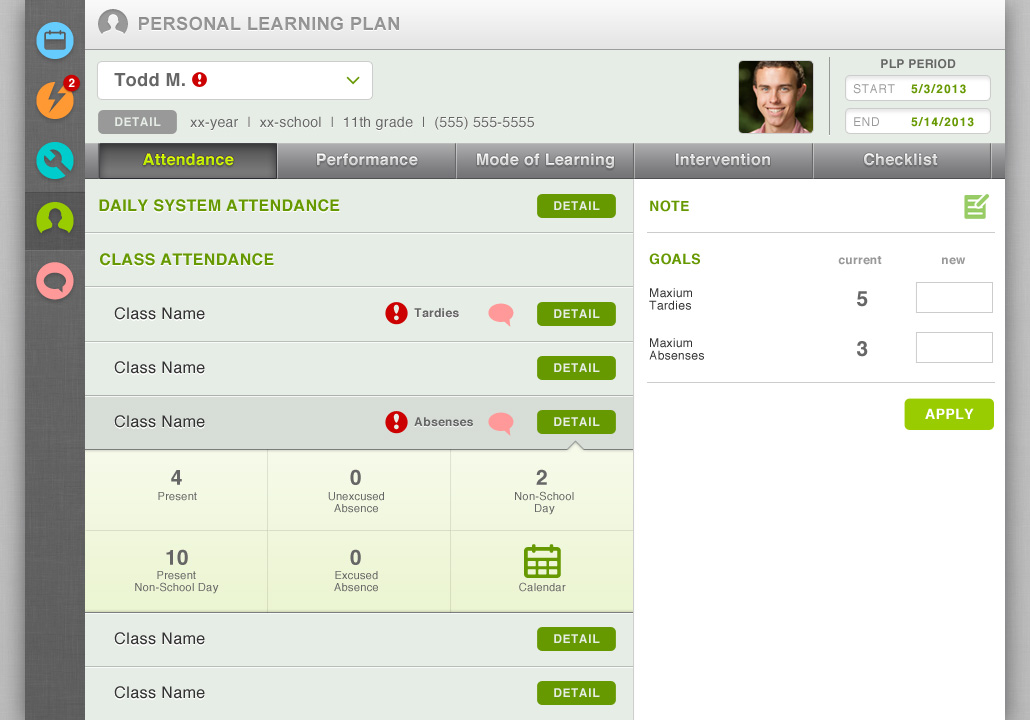 PERSONAL LEARNING PLAN
2
Todd M.
PLP PERIOD
START 5/3/2013
END 5/14/2013
DETAIL xx-year | xx-school | 11th grade | (555) 555-5555
Attendance Performance Mode of Learning Intervention Checklist
DAILY SYSTEM ATTENDANCE DETAIL
CLASS ATTENDANCE
Class Name Tardies DETAIL
Class Name DETAIL
Class Name Absenses DETAIL
4 0 2
Present Unexcused Non-School
Absence Day
10 0
Present Excused Calendar
Non-School Day Absence
Class Name DETAIL
Class Name DETAIL
NOTE
GOALS current new
Maxium
Tardies 5
Maxium
Absenses 3
APPLY